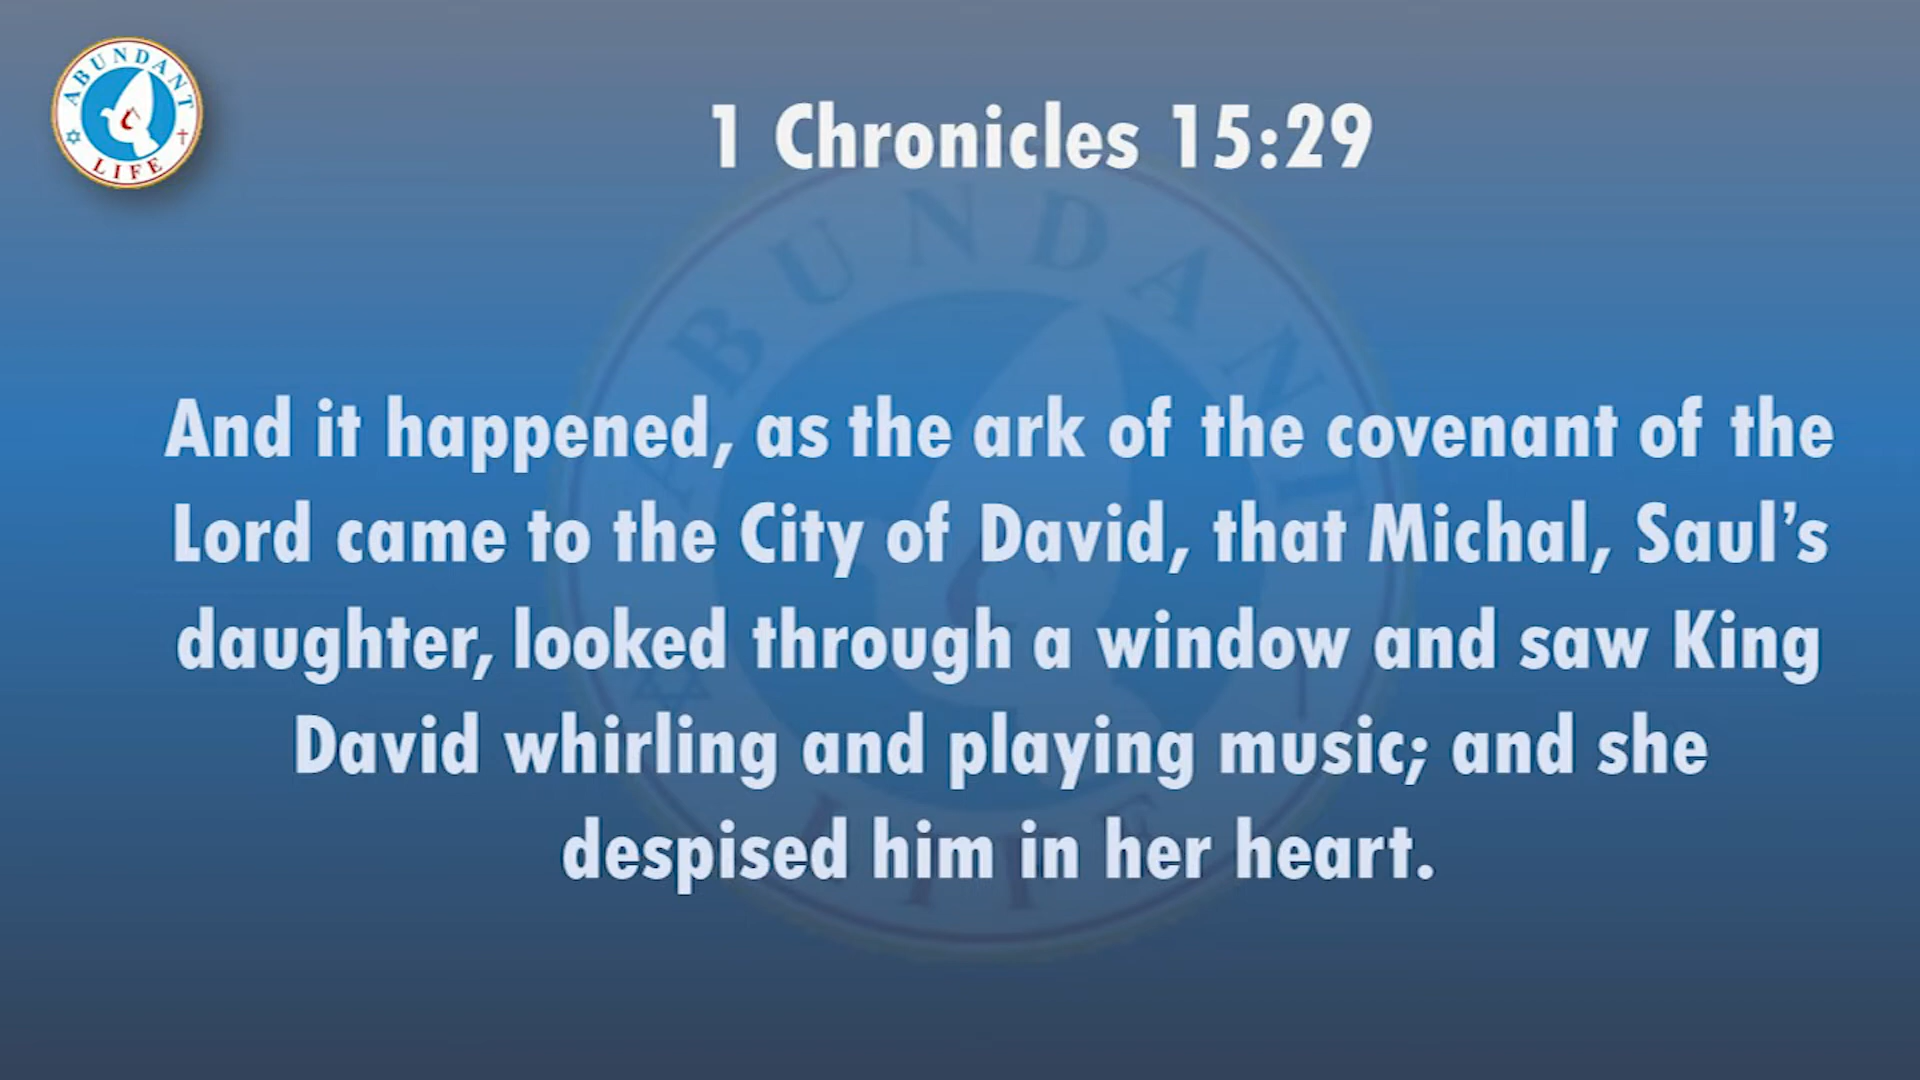 ABUNDANT
LIFE
1 Chronicles 15:29
ABUNDANT
And it happened, as the ark of the covenant of the
Lord came to the City of David, that Michal, Saul’s
daughter, looked through a window and saw King
David whirling and playing music; and she
despised him in her heart.
LIFE